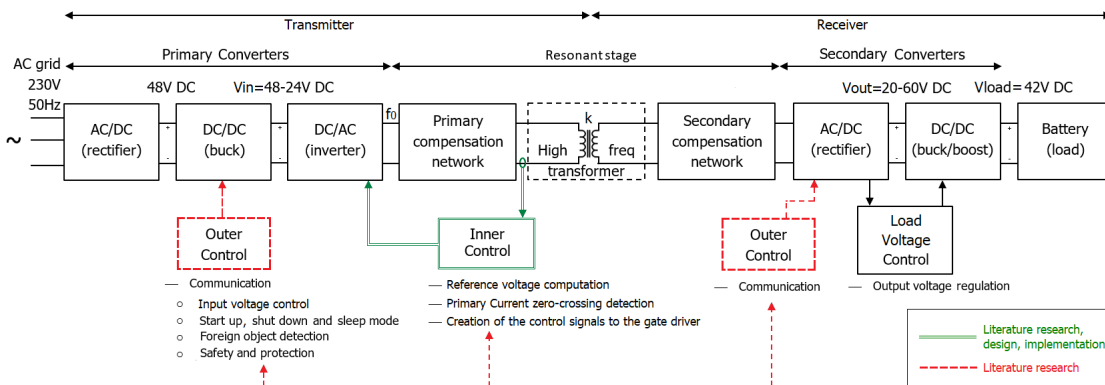 Transmitter
Receiver
Primary Converters
Resonant stage
Secondary Converters
AC grid
230V
50Hz
~
48V DC
Vin=48-24V DC
f0
k
Vout=20-60V DC
Vload=42V DC
AC/DC
(rectifier)
+
-
DC/DC
(buck)
+
-
DC/AC
(inverter)
Primary
compensation
network
High freq
transformer
Secondary
compensation
network
AC/DC
(rectifier)
+
-
DC/DC
(buck/boost)
+
-
Battery
(load)
Outer
Control
Inner
Control
Outer
Control
Load
Voltage
Control
— Communication
o Input voltage control
o Start up, shut down and sleep mode
o Foreign object detection
o Safety and protection
— Reference voltage computation
— Primary Current zero-crossing detection
— Creation of the control signals to the gate driver
— Communication
— Output voltage regulation
Literature research,
design, implementation
Literature research